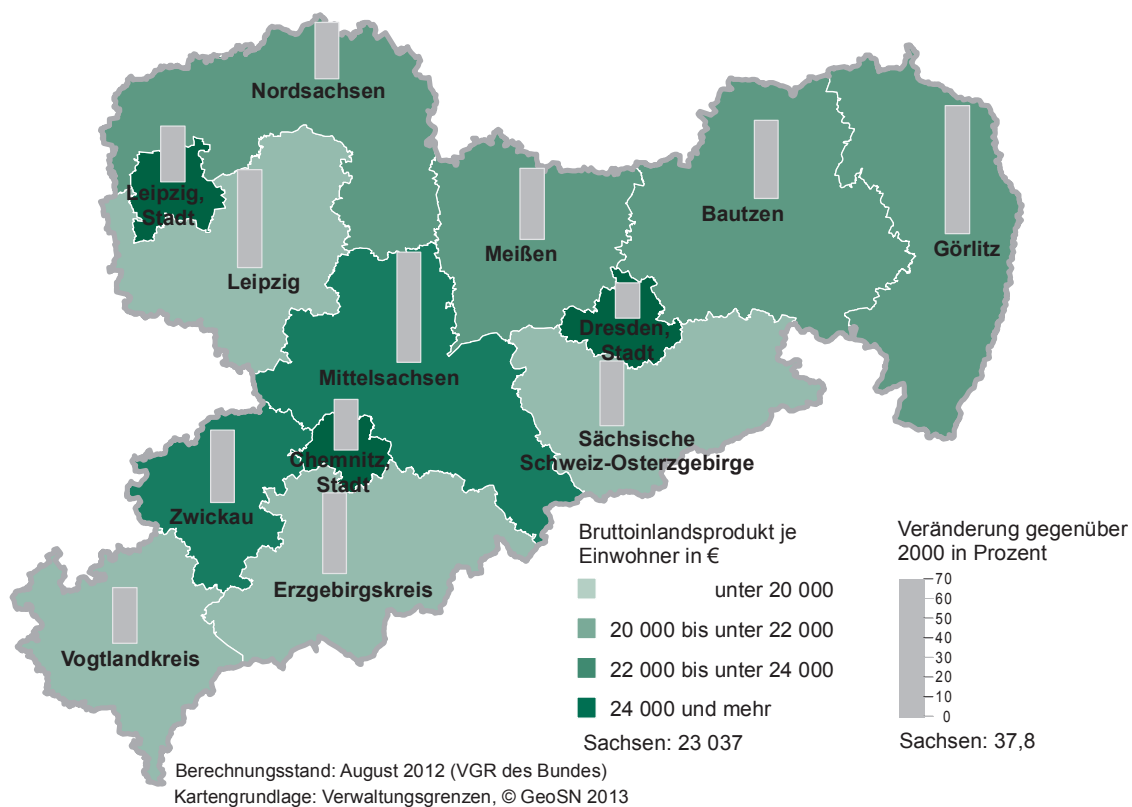 Nordsachsen
Leipzig,
Stadt
Leipzig
Meißen
Bautzen
Görlitz
Dresden,
Stadt
Mittelsachsen
Sächsische
Schweiz-Osterzgebirge
Chemnitz,
Stadt
Zwickau
Erzgebirgskreis
Vogtlandkreis
Bruttoinlandsprodukt je
Einwohner in €
unter 20 000
20 000 bis unter 22 000
22 000 bis unter 24 000
24 000 und mehr
Sachsen: 23 037
Veränderung gegenüber
2000 in Prozent
70
60
50
40
30
20
10
0
Sachsen: 37,8
Berechnungsstand: August 2012 (VGR des Bundes)
Kartengrundlage: Verwaltungsgrenzen, © GeoSN 2013